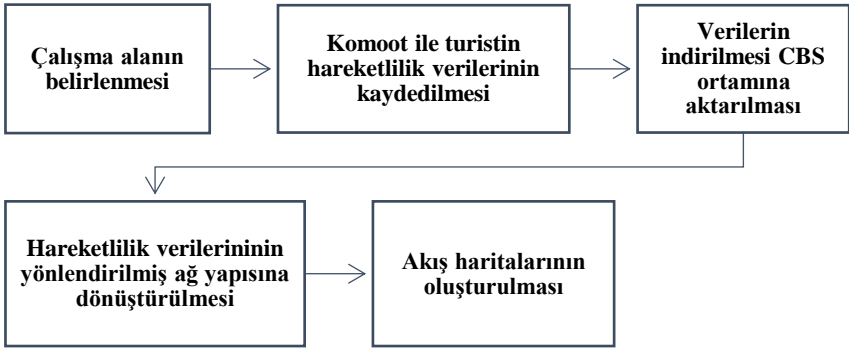 Çalışma alanın
belirlenmesi
Komoot ile turistin
hareketlilik verilerinin
kaydedilmesi
Verilerin
indirilmesi CBS
ortamına
aktarılması
Hareketlilik verilerininin
yönlendirilmiş ağ yapısına
dönüştürülmesi
Akış haritalarının
oluşturulması